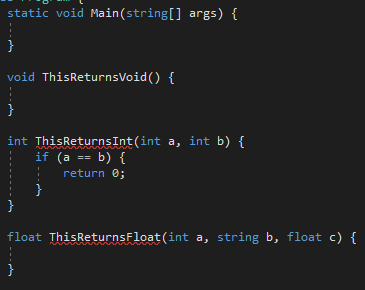 static void Main(string[] args) {
}
void ThisReturnsVoid() {
}
int ThisReturnsInt(int a, int b) {
if (a == b) {
return 0;
}
}
float ThisReturnsFloat(int a, string b, float c) {
}